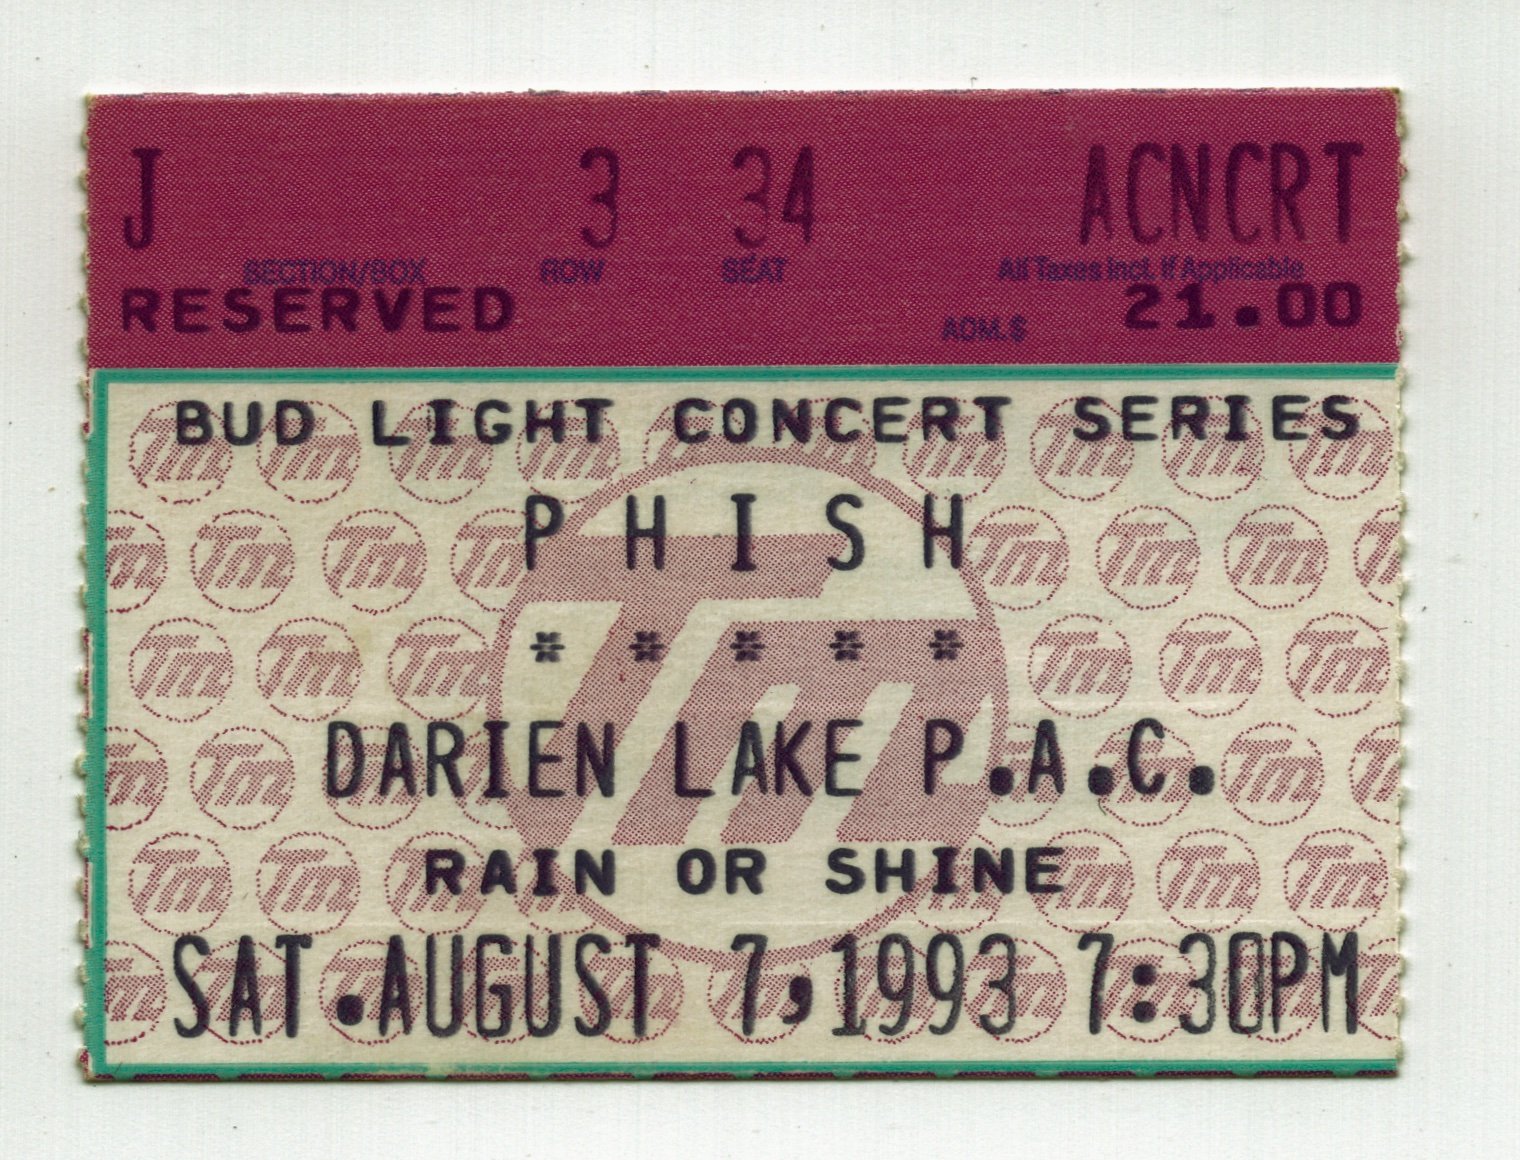 J 3 34 ACNCRT
SECTION/BOX ROW SEAT All Taxes Incl. If Applicable
RESERVED ADM.$ 21.00
BUD LIGHT CONCERT SERIES
PHISH
*****
DARIEN LAKE P.A.C.
RAIN OR SHINE
SAT.AUGUST 7,1993 7:30PM
Tm